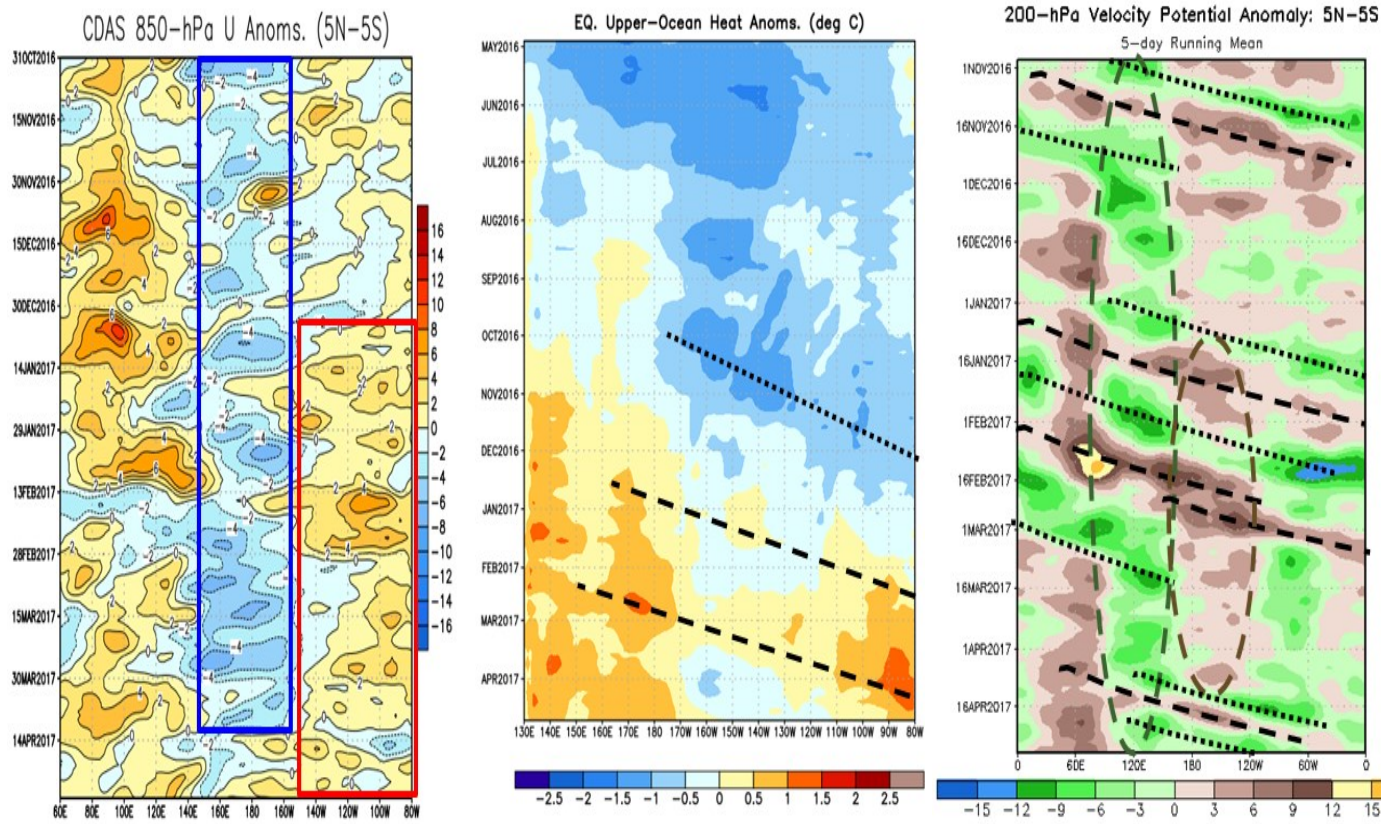 CDAS 850-hPa U Anoms. (5N-5S)
31OCT2016
15NOV2016
30NOV2016
15DEC2016
30DEC2016
14JAN2017
29JAN2017
13FEB2017
28FEB2017
15MAR2017
30MAR2017
14APR2017
60E 80E 100E 120E 140E 160E 180 160W 140W 120W 100W 80W
16
14
12
10
8
6
4
2
0
-2
-4
-6
-8
-10
-12
-14
-16
EQ. Upper-Ocean Heat Anoms. (deg C)
MAY2016
JUN2016
JUL2016
AUG2016
SEP2016
OCT2016
NOV2016
DEC2016
JAN2017
FEB2017
MAR2017
APR2017
130E 140E 150E 160E 170E 180 170W 160W 150W 140W 130W 120W 110W 100W 90W 80W
-2.5 -2 -1.5 -1 -0.5 0 0.5 1 1.5 2 2.5
200-hPa Velocity Potential Anomaly: 5N-5S
5-day Running Mean
1NOV2016
16NOV2016
1DEC2016
16DEC2016
1JAN2017
16JAN2017
1FEB2017
16FEB2017
1MAR2017
16MAR2017
1APR2017
16APR2017
0 60E 120E 180 120W 60W 0
-15 -12 -9 -6 -3 0 3 6 9 12 15